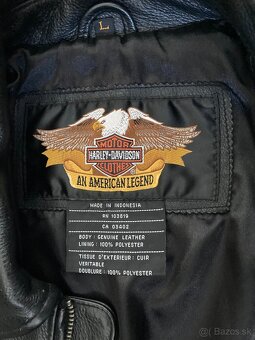 L
MOTOR
HARLEY-DAVIDSON
CLOTHES
AN AMERICAN LEGEND
MADE IN INDONESIA
RN 103819
CA 03402
BODY : GENUINE LEATHER
LINING : 100% POLYESTER
TISSUE D'EXTERIEUR : CUIR
VERITABLE
DOUBLURE : 100% POLYESTER
Bazos.sk